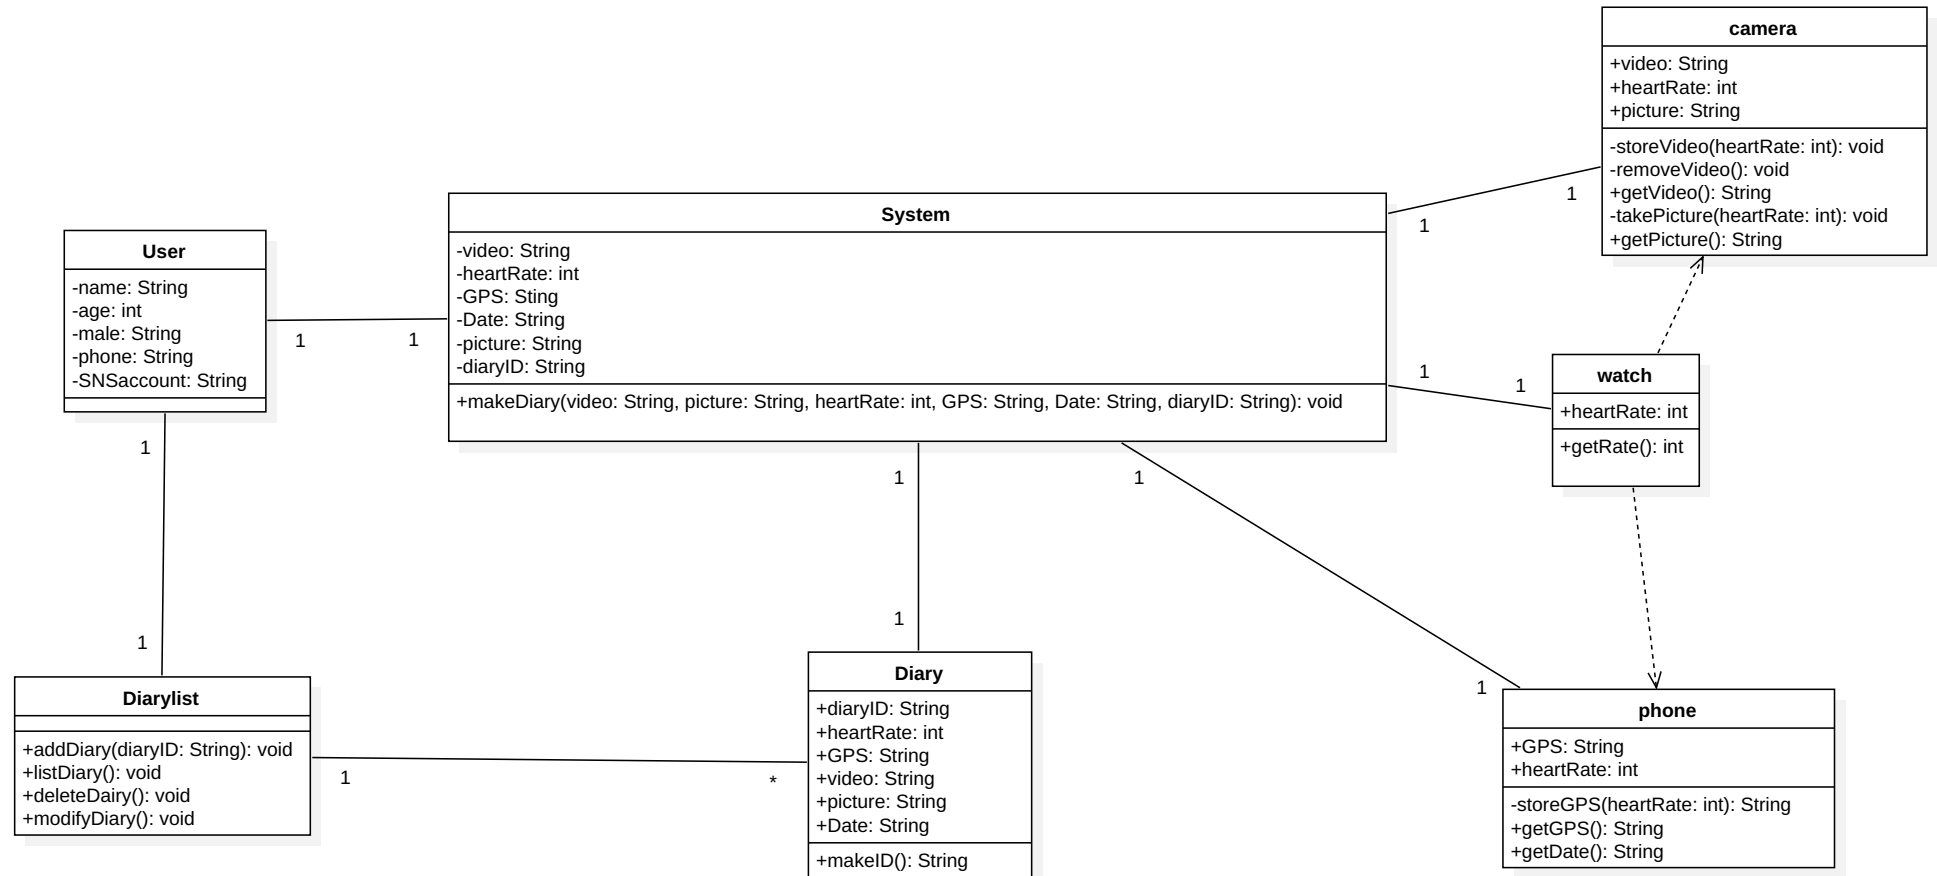 camera
+video: String
+heartRate: int
+picture: String
-storeVideo(heartRate: int): void
-removeVideo(): void
+getVideo(): String
-takePicture(heartRate: int): void
+getPicture(): String
System
-video: String
-heartRate: int
-GPS: Sting
-Date: String
-picture: String
-diaryID: String
+makeDiary(video: String, picture: String, heartRate: int, GPS: String, Date: String, diaryID: String): void
User
-name: String
-age: int
-male: String
-phone: String
-SNSaccount: String
1
1
1
1
1
1
watch
+heartRate: int
+getRate(): int
1
1
1
1
1
1
Diarylist
+addDiary(diaryID: String): void
+listDiary(): void
+deleteDairy(): void
+modifyDiary(): void
1
*
Diary
+diaryID: String
+heartRate: int
+GPS: String
+video: String
+picture: String
+Date: String
+makeID(): String
phone
+GPS: String
+heartRate: int
-storeGPS(heartRate: int): String
+getGPS(): String
+getDate(): String